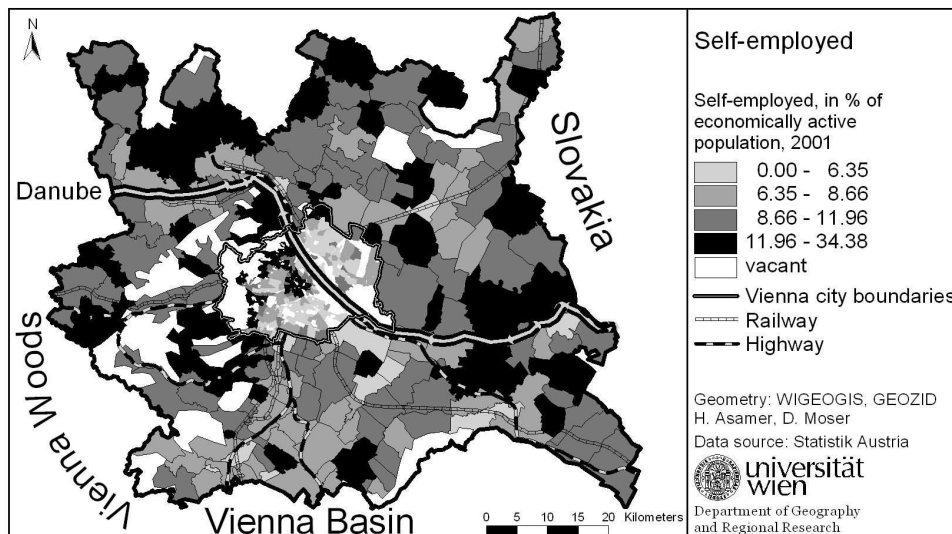 N
Danube
Slovakia
Vienna Woods
Vienna Basin
0 5 10 15 20 Kilometers
Self-employed
Self-employed, in % of
economically active
population, 2001
0.00 - 6.35
6.35 - 8.66
8.66 - 11.96
11.96 - 34.38
vacant
Vienna city boundaries
Railway
Highway
Geometry: WIGEOGIS, GEOZID
H. Asamer, D. Moser
Data source: Statistik Austria
universität
wien
Department of Geography
and Regional Research